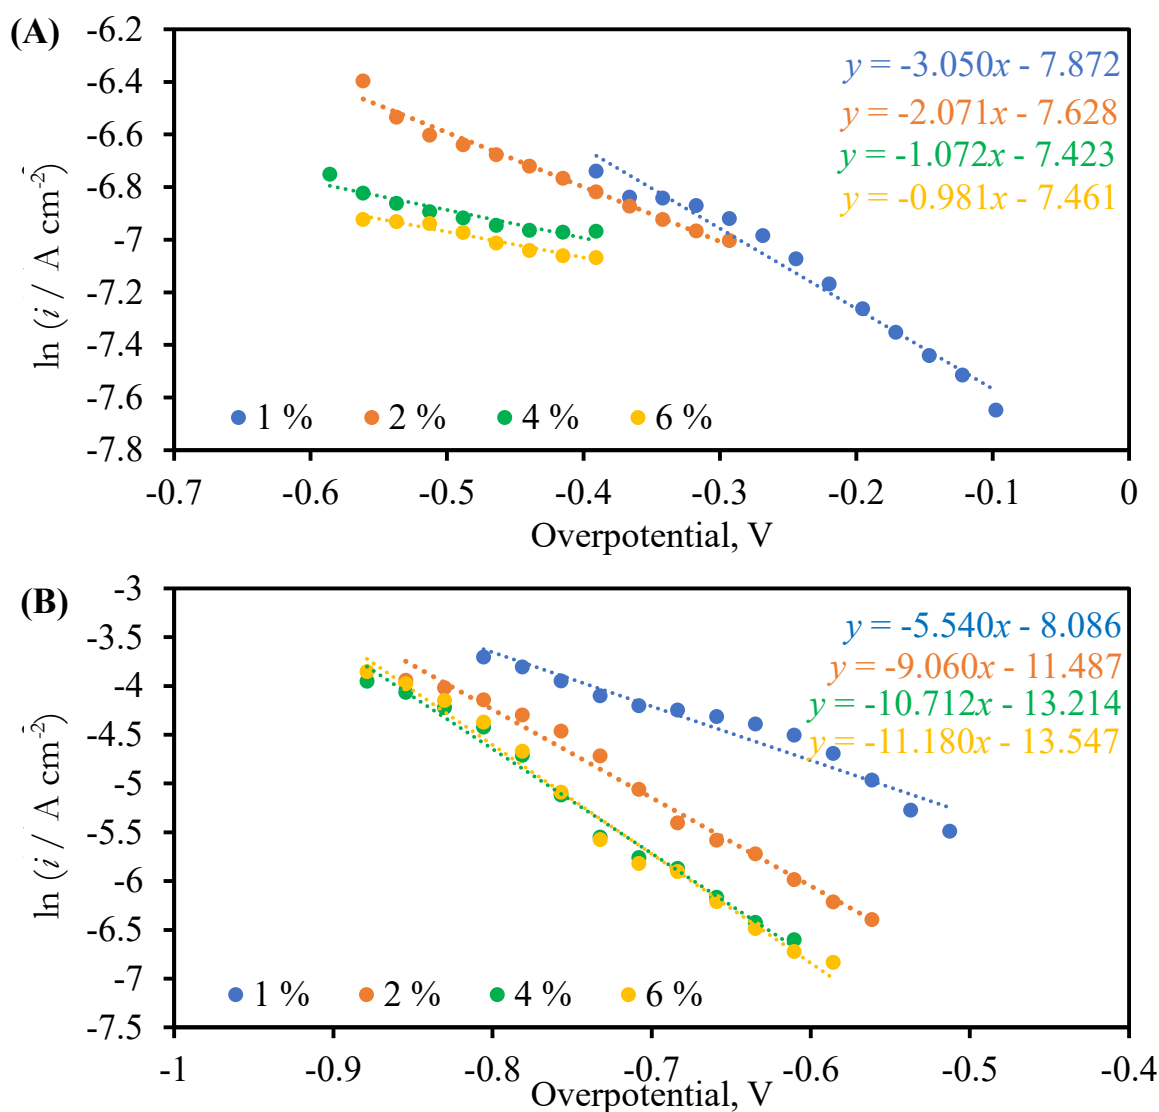 (A)
-6.2
-6.4
-6.6
-6.8
-7
-7.2
-7.4
-7.6
-7.8
ln (i / A cm-2)
y = -3.050x - 7.872
y = -2.071x - 7.628
y = -1.072x - 7.423
y = -0.981x - 7.461
1 % 2 % 4 % 6 %
-0.7 -0.6 -0.5 -0.4 -0.3 -0.2 -0.1 0
Overpotential, V
(B)
-3
-3.5
-4
-4.5
-5
-5.5
-6
-6.5
-7
-7.5
ln (i / A cm-2)
y = -5.540x - 8.086
y = -9.060x - 11.487
y = -10.712x - 13.214
y = -11.180x - 13.547
1 % 2 % 4 % 6 %
-1 -0.9 -0.8 -0.7 -0.6 -0.5 -0.4
Overpotential, V